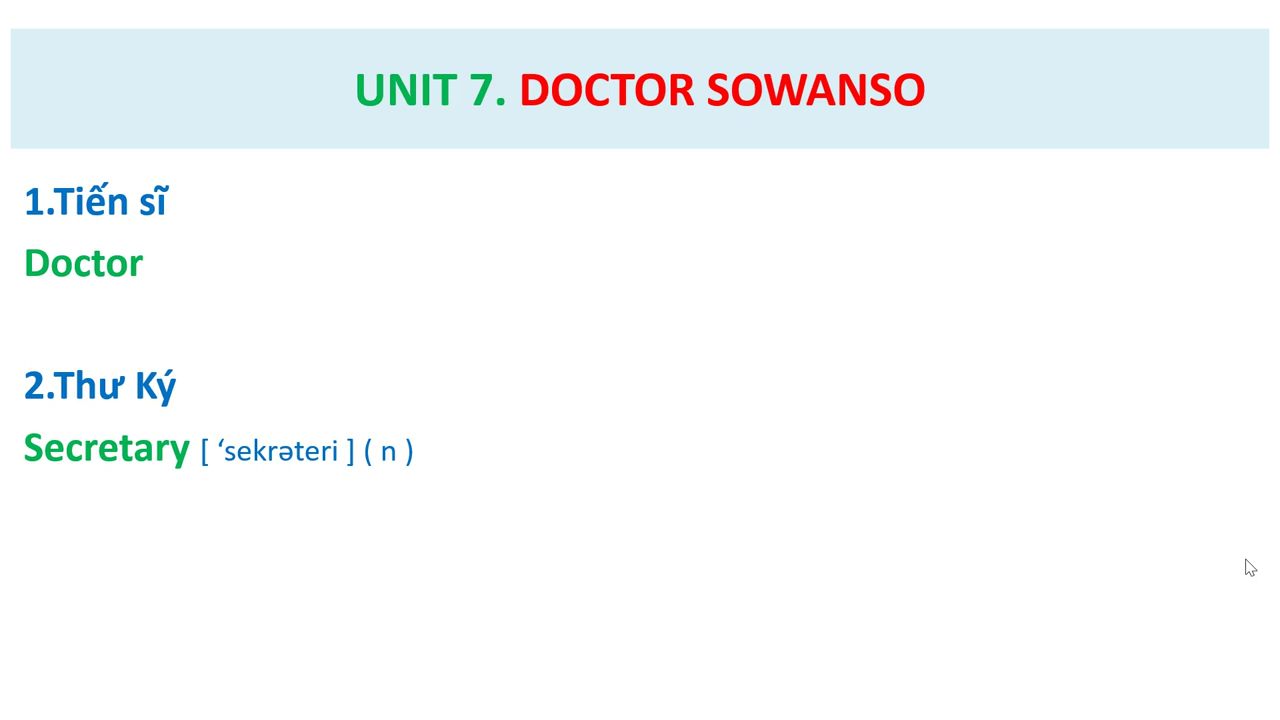 UNIT 7. DOCTOR SOWANSO
1.Tiến sĩ
Doctor
2.Thư Ký
Secretary [ ‘sekrəteri ] ( n )